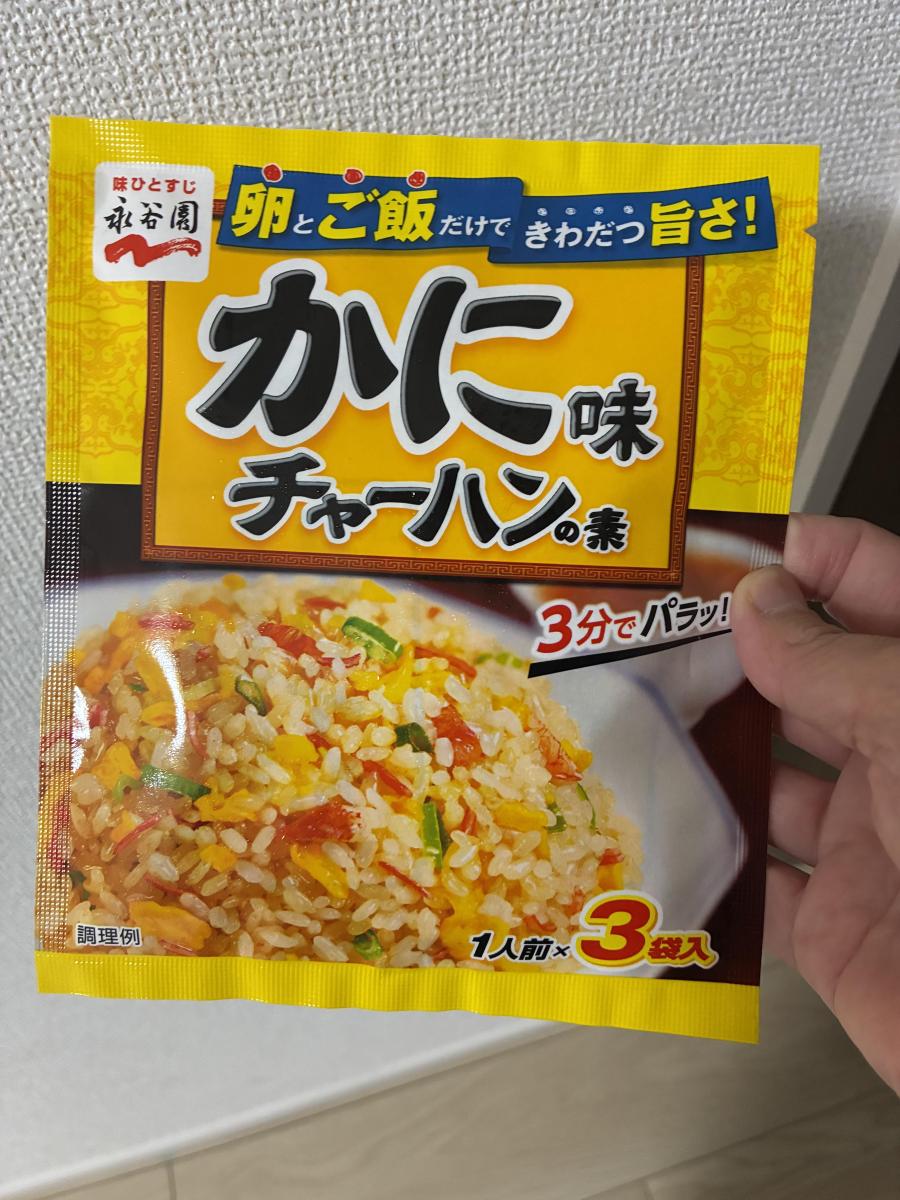 味ひとすじ
永谷園
卵とご飯だけできわだつ旨さ!
かに味
チャーハンの素
3分でパラッ!
調理例
1人前×3袋入